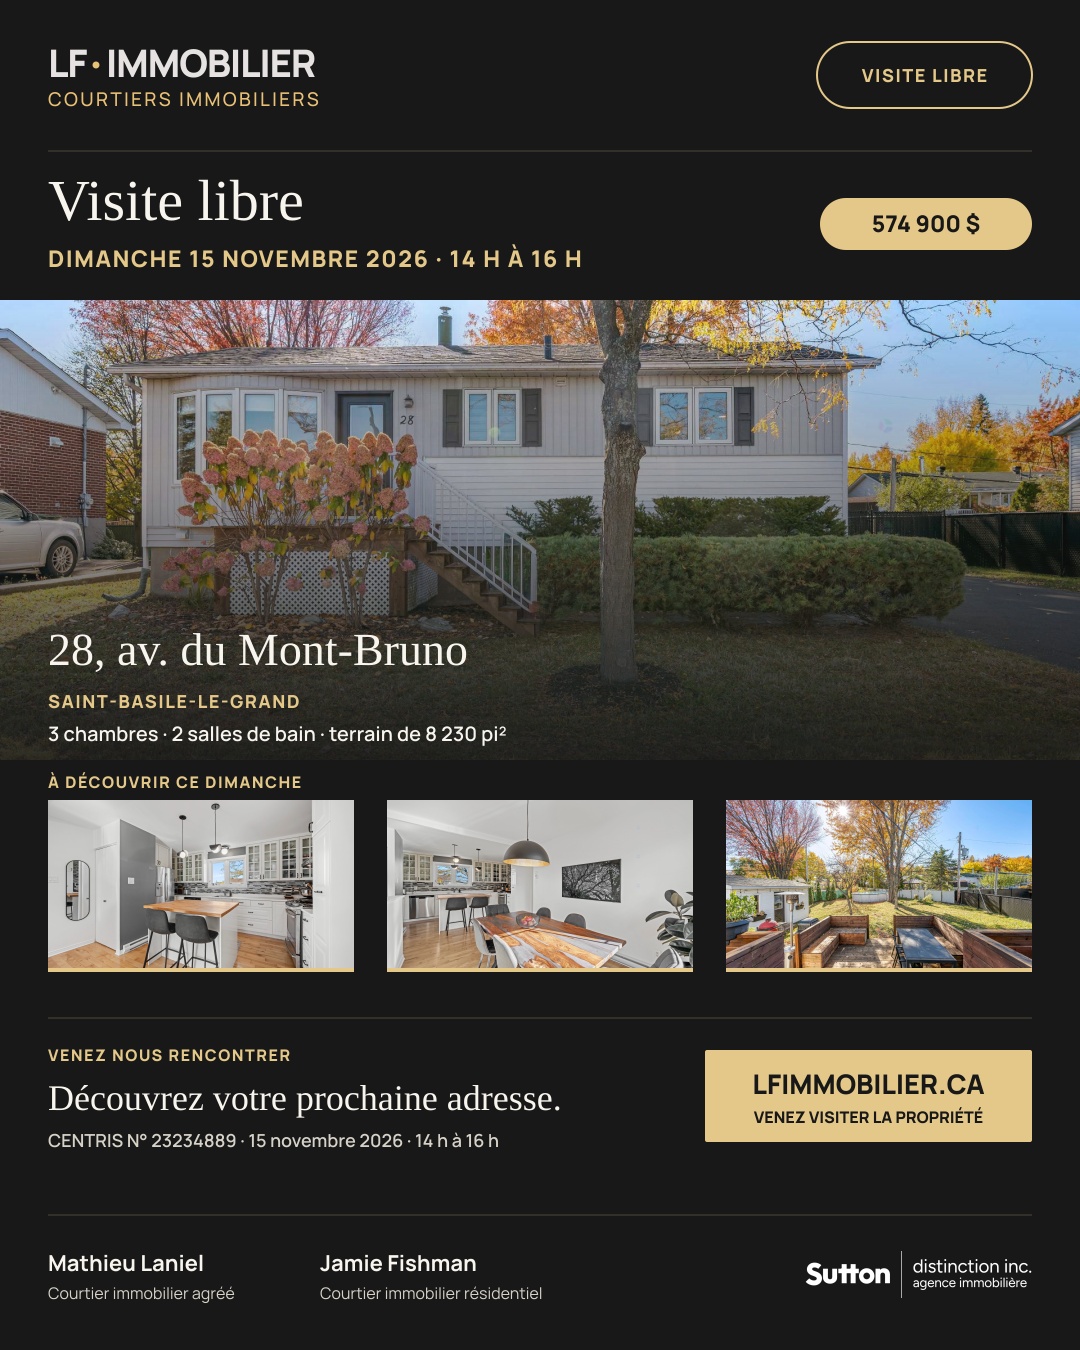 LF·IMMOBILIER
COURTIERS IMMOBILIERS
VISITE LIBRE
Visite libre
DIMANCHE 15 NOVEMBRE 2026 · 14 H À 16 H
574 900 $
28
28, av. du Mont-Bruno
SAINT-BASILE-LE-GRAND
3 chambres · 2 salles de bain · terrain de 8 230 pi²
À DÉCOUVRIR CE DIMANCHE
VENEZ NOUS RENCONTRER
Découvrez votre prochaine adresse.
CENTRIS N° 23234889 · 15 novembre 2026 · 14 h à 16 h
LFIMMOBILIER.CA
VENEZ VISITER LA PROPRIÉTÉ
Mathieu Laniel
Courtier immobilier agréé
Jamie Fishman
Courtier immobilier résidentiel
Sutton
distinction inc.
agence immobilière